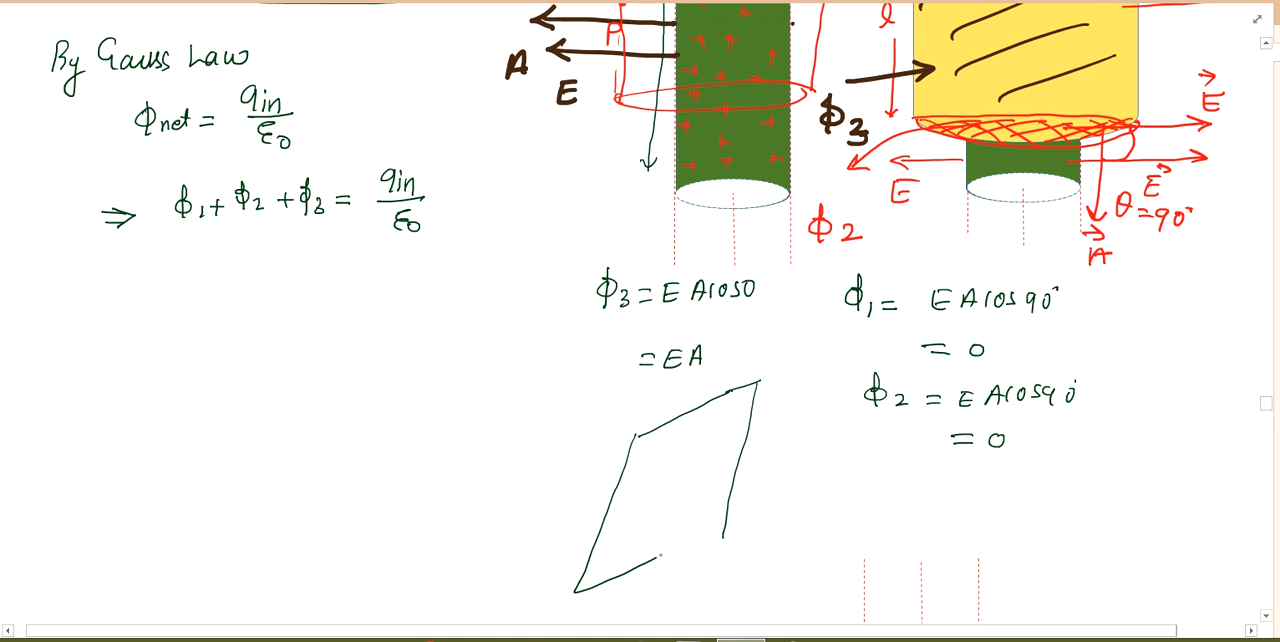 By Gauss Law
ϕnet = qin/ε0
⇒ ϕ1 + ϕ2 + ϕ3 = qin/ε0
P
A
E
l
ϕ3
E
E
E
θ = 90°
A
ϕ2
ϕ3 = E A cos 0
= E A
ϕ1 = E A cos 90°
= 0
ϕ2 = E A cos 90°
= 0